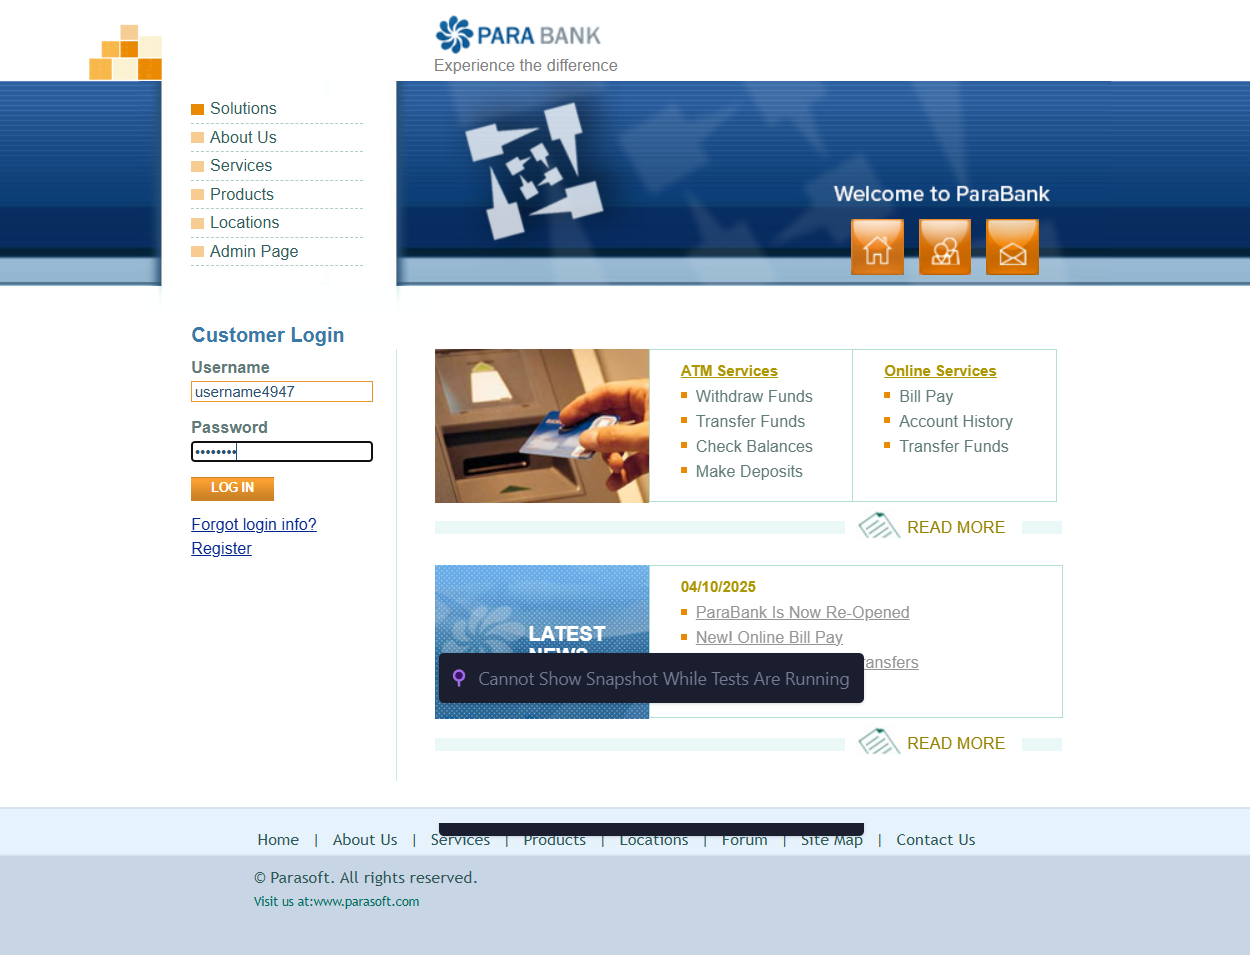 PARA BANK
Experience the difference
Solutions
About Us
Services
Products
Locations
Admin Page
Welcome to ParaBank
Customer Login
Username
username4947
Password
••••••••
LOG IN
Forgot login info?
Register
ATM Services
Withdraw Funds
Transfer Funds
Check Balances
Make Deposits
Online Services
Bill Pay
Account History
Transfer Funds
READ MORE
LATEST
NEWS
04/10/2025
ParaBank Is Now Re-Opened
New! Online Bill Pay
ansfers
Cannot Show Snapshot While Tests Are Running
READ MORE
Home | About Us | Services | Products | Locations | Forum | Site Map | Contact Us
© Parasoft. All rights reserved.
Visit us at:www.parasoft.com